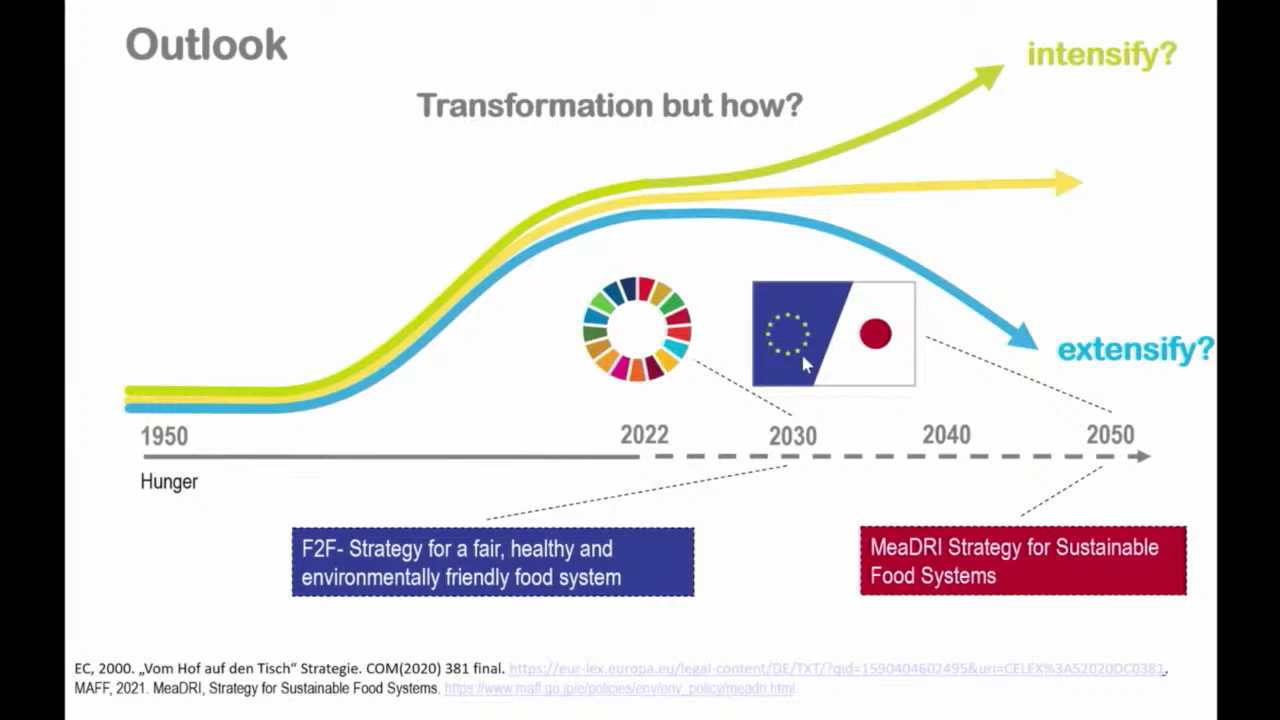 Outlook
intensify?
Transformation but how?
extensify?
1950 2022 2030 2040 2050
Hunger
F2F- Strategy for a fair, healthy and
environmentally friendly food system
MeaDRI Strategy for Sustainable
Food Systems
EC, 2000. „Vom Hof auf den Tisch“ Strategie. COM(2020) 381 final. https://eur-lex.europa.eu/legal-content/DE/TXT/?qid=1590404602495&uri=CELEX%3A52020DC0381.
MAFF, 2021. MeaDRI, Strategy for Sustainable Food Systems. https://www.maff.go.jp/e/policies/env/env_policy/meadri.html